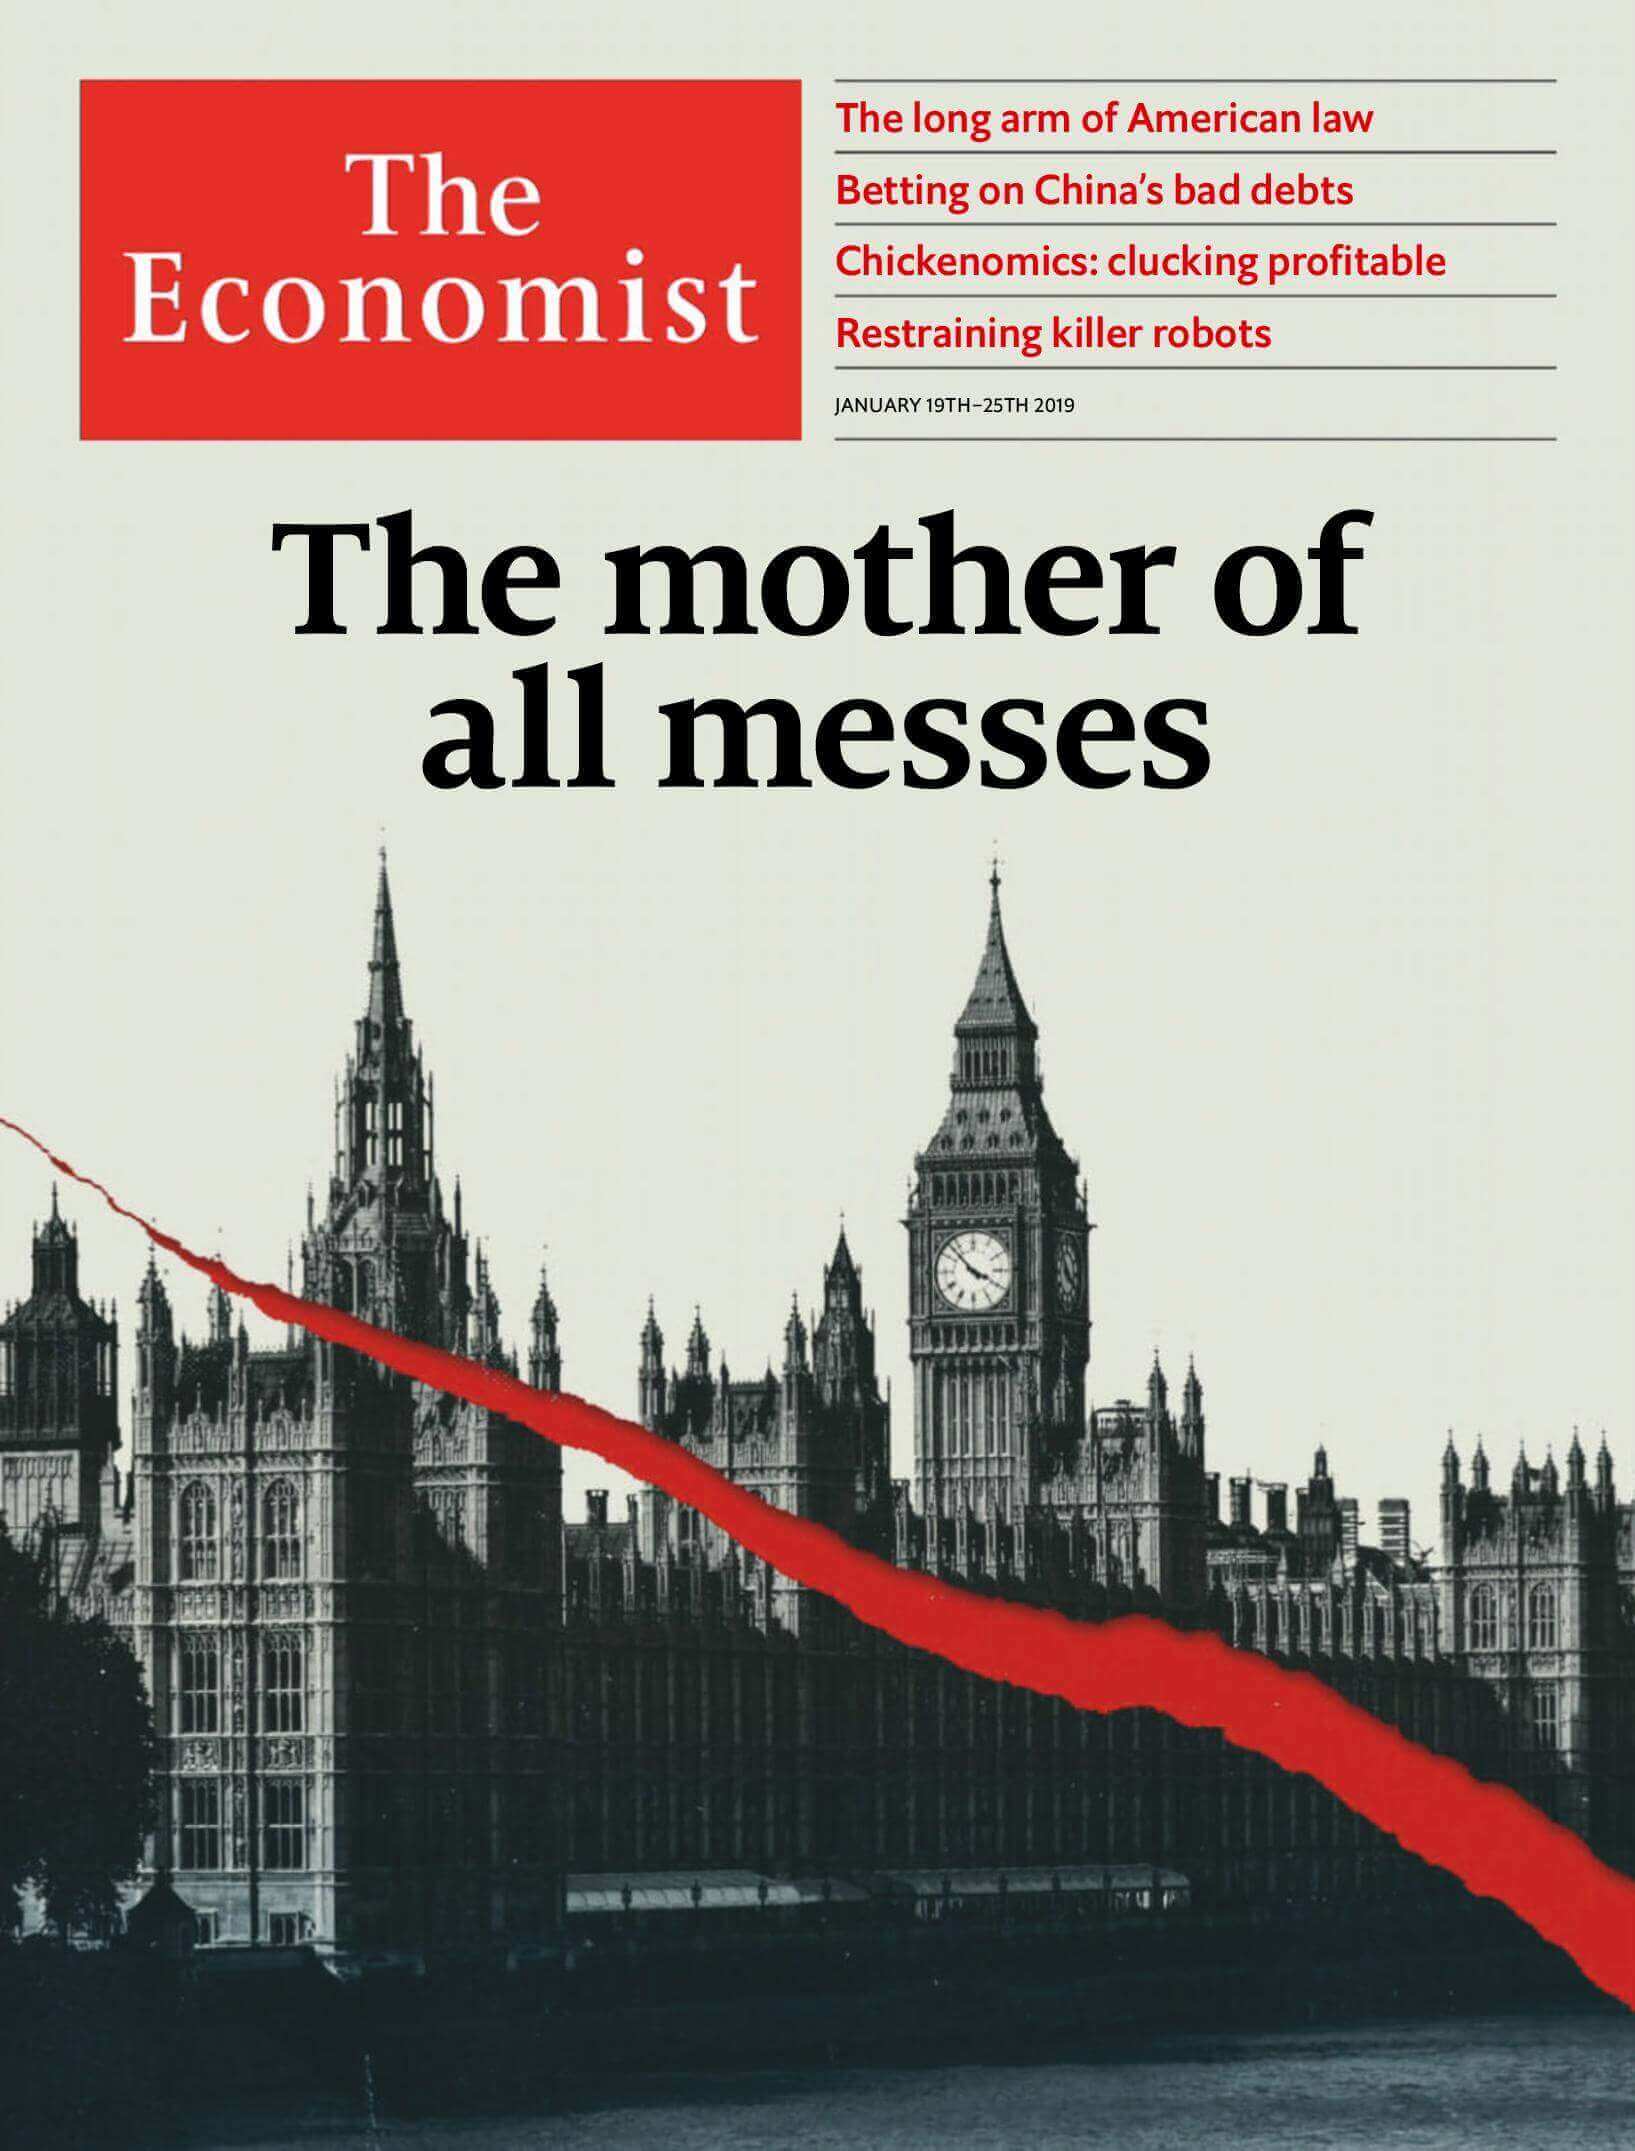 The
Economist
The long arm of American law
Betting on China’s bad debts
Chickenomics: clucking profitable
Restraining killer robots
JANUARY 19TH–25TH 2019
The mother of
all messes